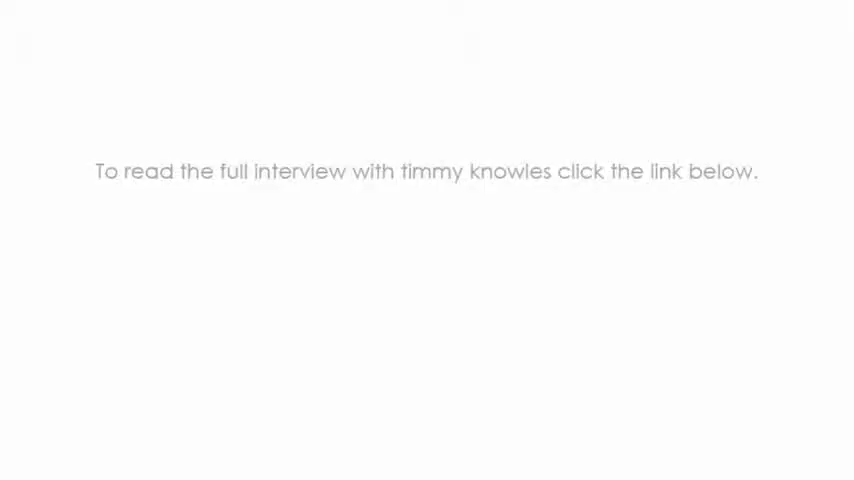 To read the full interview with timmy knowles click the link below.